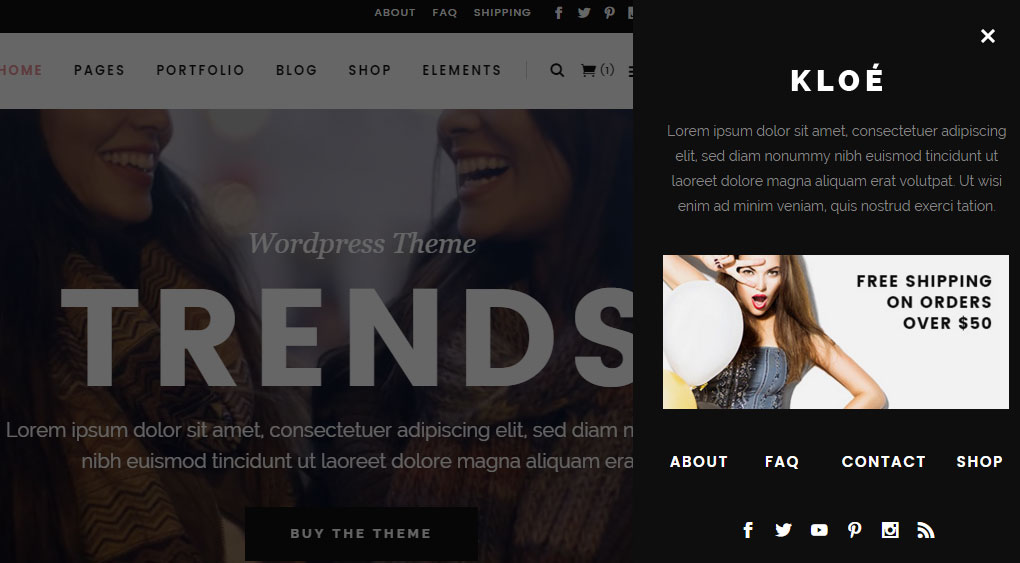 ABOUT FAQ SHIPPING
HOME PAGES PORTFOLIO BLOG SHOP ELEMENTS (1)
Wordpress Theme
TRENDS
Lorem ipsum dolor sit amet, consectetuer adipiscing elit, sed diam n
nibh euismod tincidunt ut laoreet dolore magna aliquam era
BUY THE THEME
KLOÉ
Lorem ipsum dolor sit amet, consectetuer adipiscing
elit, sed diam nonummy nibh euismod tincidunt ut
laoreet dolore magna aliquam erat volutpat. Ut wisi
enim ad minim veniam, quis nostrud exerci tation.
FREE SHIPPING
ON ORDERS
OVER $50
ABOUT FAQ CONTACT SHOP